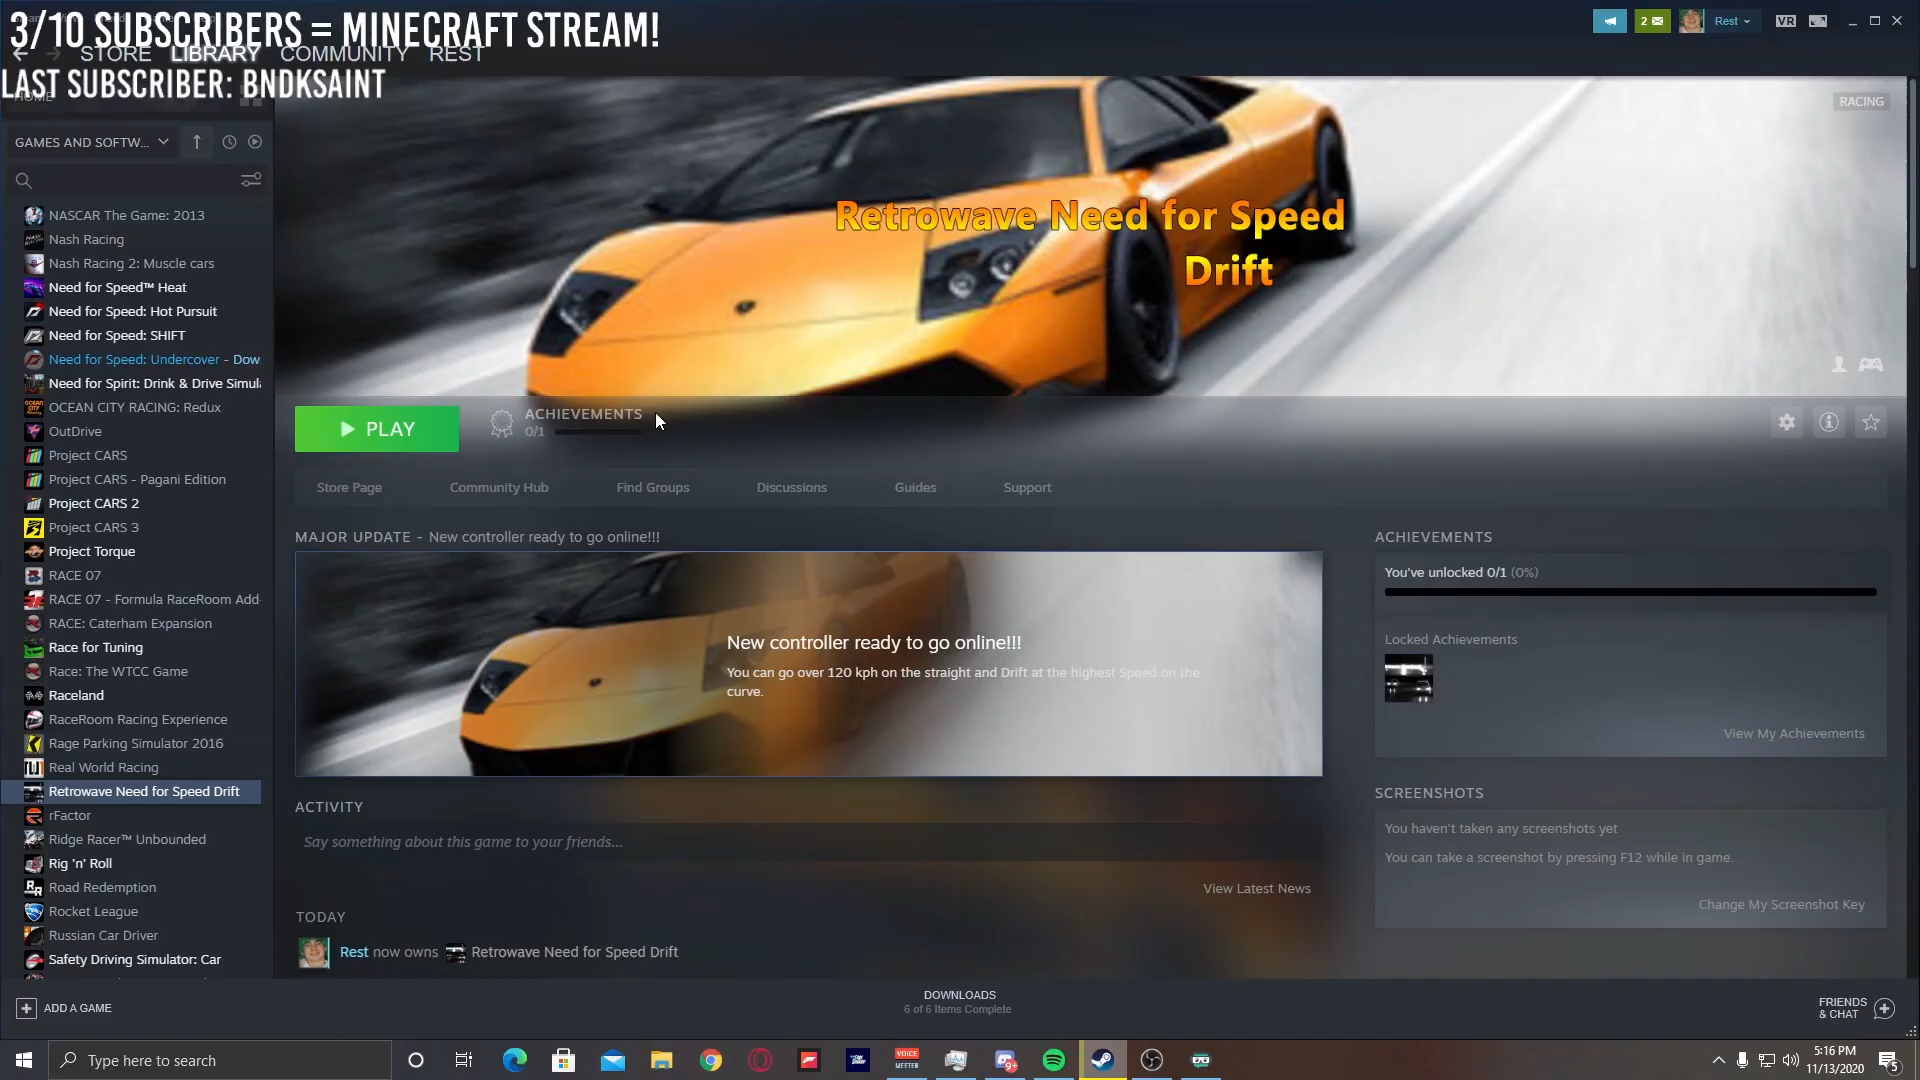 3/10 SUBSCRIBERS = MINECRAFT STREAM!
2
Rest
VR
STORE LIBRARY COMMUNITY REST
LAST SUBSCRIBER: BNDKSAINT
HOME
RACING
GAMES AND SOFTW...
NASCAR The Game: 2013
Nash Racing
Nash Racing 2: Muscle cars
Need for Speed™ Heat
Need for Speed: Hot Pursuit
Need for Speed: SHIFT
Need for Speed: Undercover - Dow
Need for Spirit: Drink & Drive Simula
OCEAN CITY RACING: Redux
OutDrive
Project CARS
Project CARS - Pagani Edition
Project CARS 2
Project CARS 3
Project Torque
RACE 07
RACE 07 - Formula RaceRoom Add-
RACE: Caterham Expansion
Race for Tuning
Race: The WTCC Game
Raceland
RaceRoom Racing Experience
Rage Parking Simulator 2016
Real World Racing
Retrowave Need for Speed Drift
rFactor
Ridge Racer™ Unbounded
Rig 'n' Roll
Road Redemption
Rocket League
Russian Car Driver
Safety Driving Simulator: Car
Retrowave Need for Speed
Drift
PLAY
ACHIEVEMENTS
0/1
Store Page Community Hub Find Groups Discussions Guides Support
MAJOR UPDATE - New controller ready to go online!!!
New controller ready to go online!!!
You can go over 120 kph on the straight and Drift at the highest Speed on the
curve.
ACTIVITY
Say something about this game to your friends...
View Latest News
TODAY
Rest now owns Retrowave Need for Speed Drift
ACHIEVEMENTS
You've unlocked 0/1 (0%)
Locked Achievements
View My Achievements
SCREENSHOTS
You haven't taken any screenshots yet
You can take a screenshot by pressing F12 while in game.
Change My Screenshot Key
ADD A GAME
DOWNLOADS
6 of 6 Items Complete
FRIENDS
& CHAT
Type here to search
VOICE
MEETER
9+
5:16 PM
11/13/2020
5